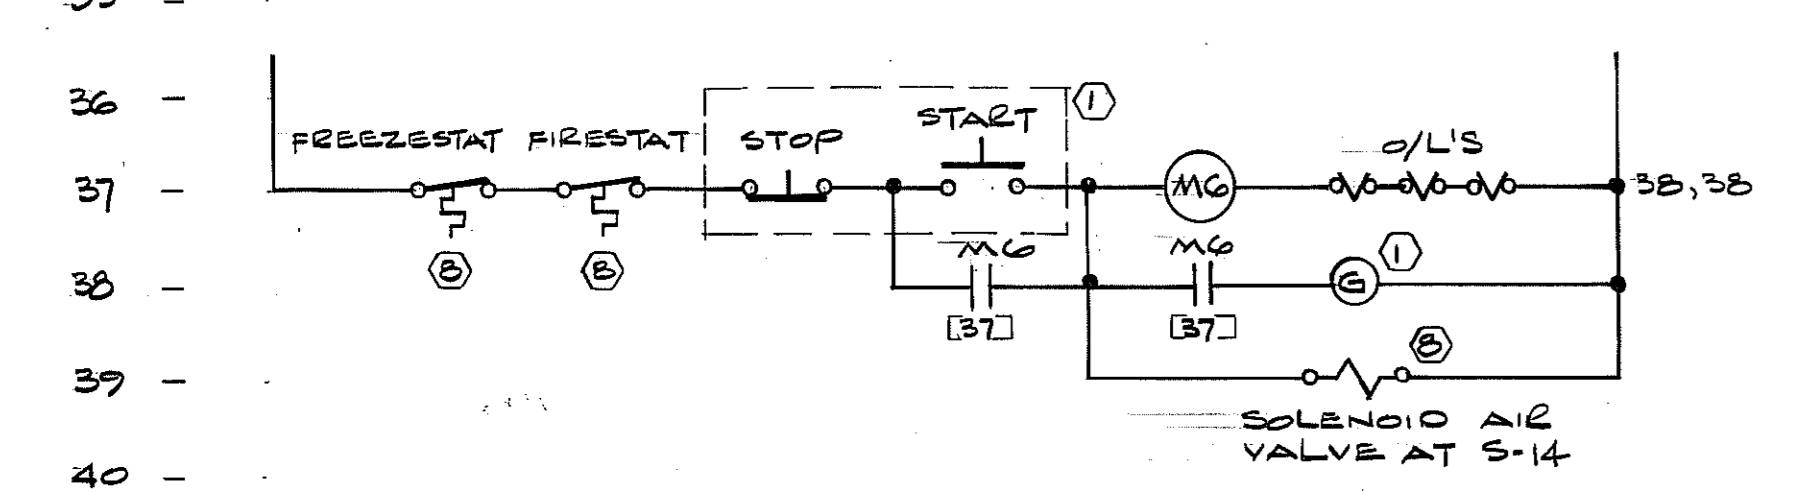 36 -
START 1
FREEZESTAT FIRESTAT STOP O/L'S
37 - M6 38, 38
M6 M6 1
8 8
38 - G
[37] [37] 8
39 -
SOLENOID AIR
VALVE AT S-14
40 -